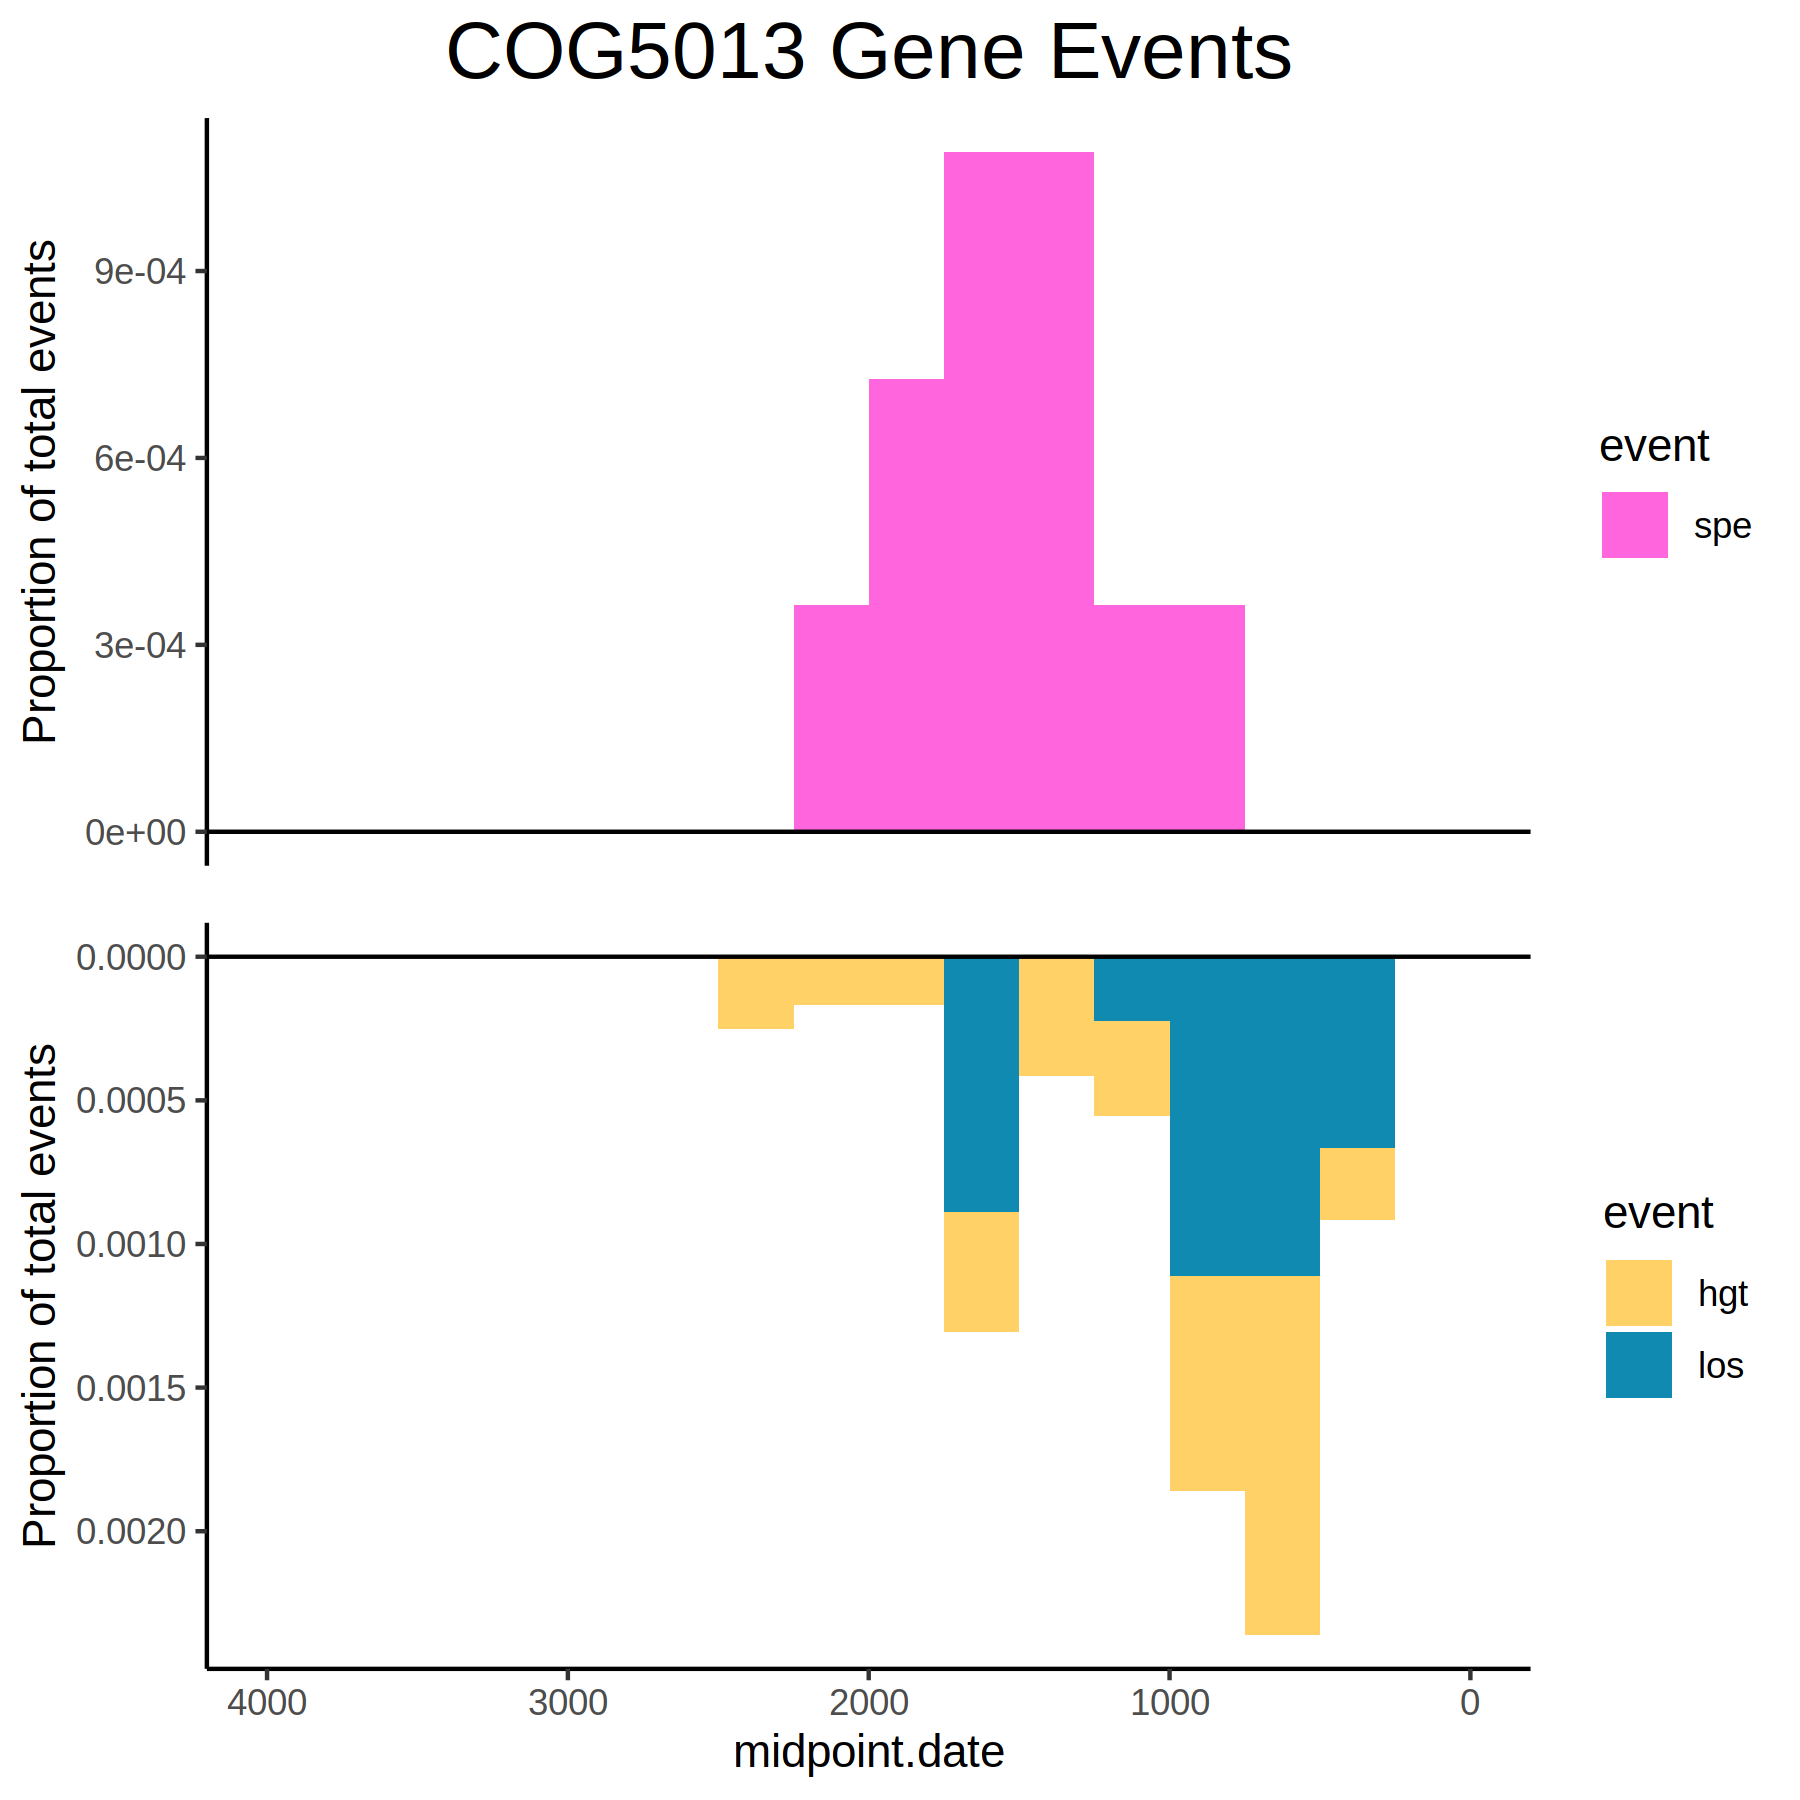 COG5013 Gene Events
Proportion of total events
9e-04
6e-04
3e-04
0e+00
event
spe
Proportion of total events
0.0000
0.0005
0.0010
0.0015
0.0020
event
hgt
los
4000 3000 2000 1000 0
midpoint.date